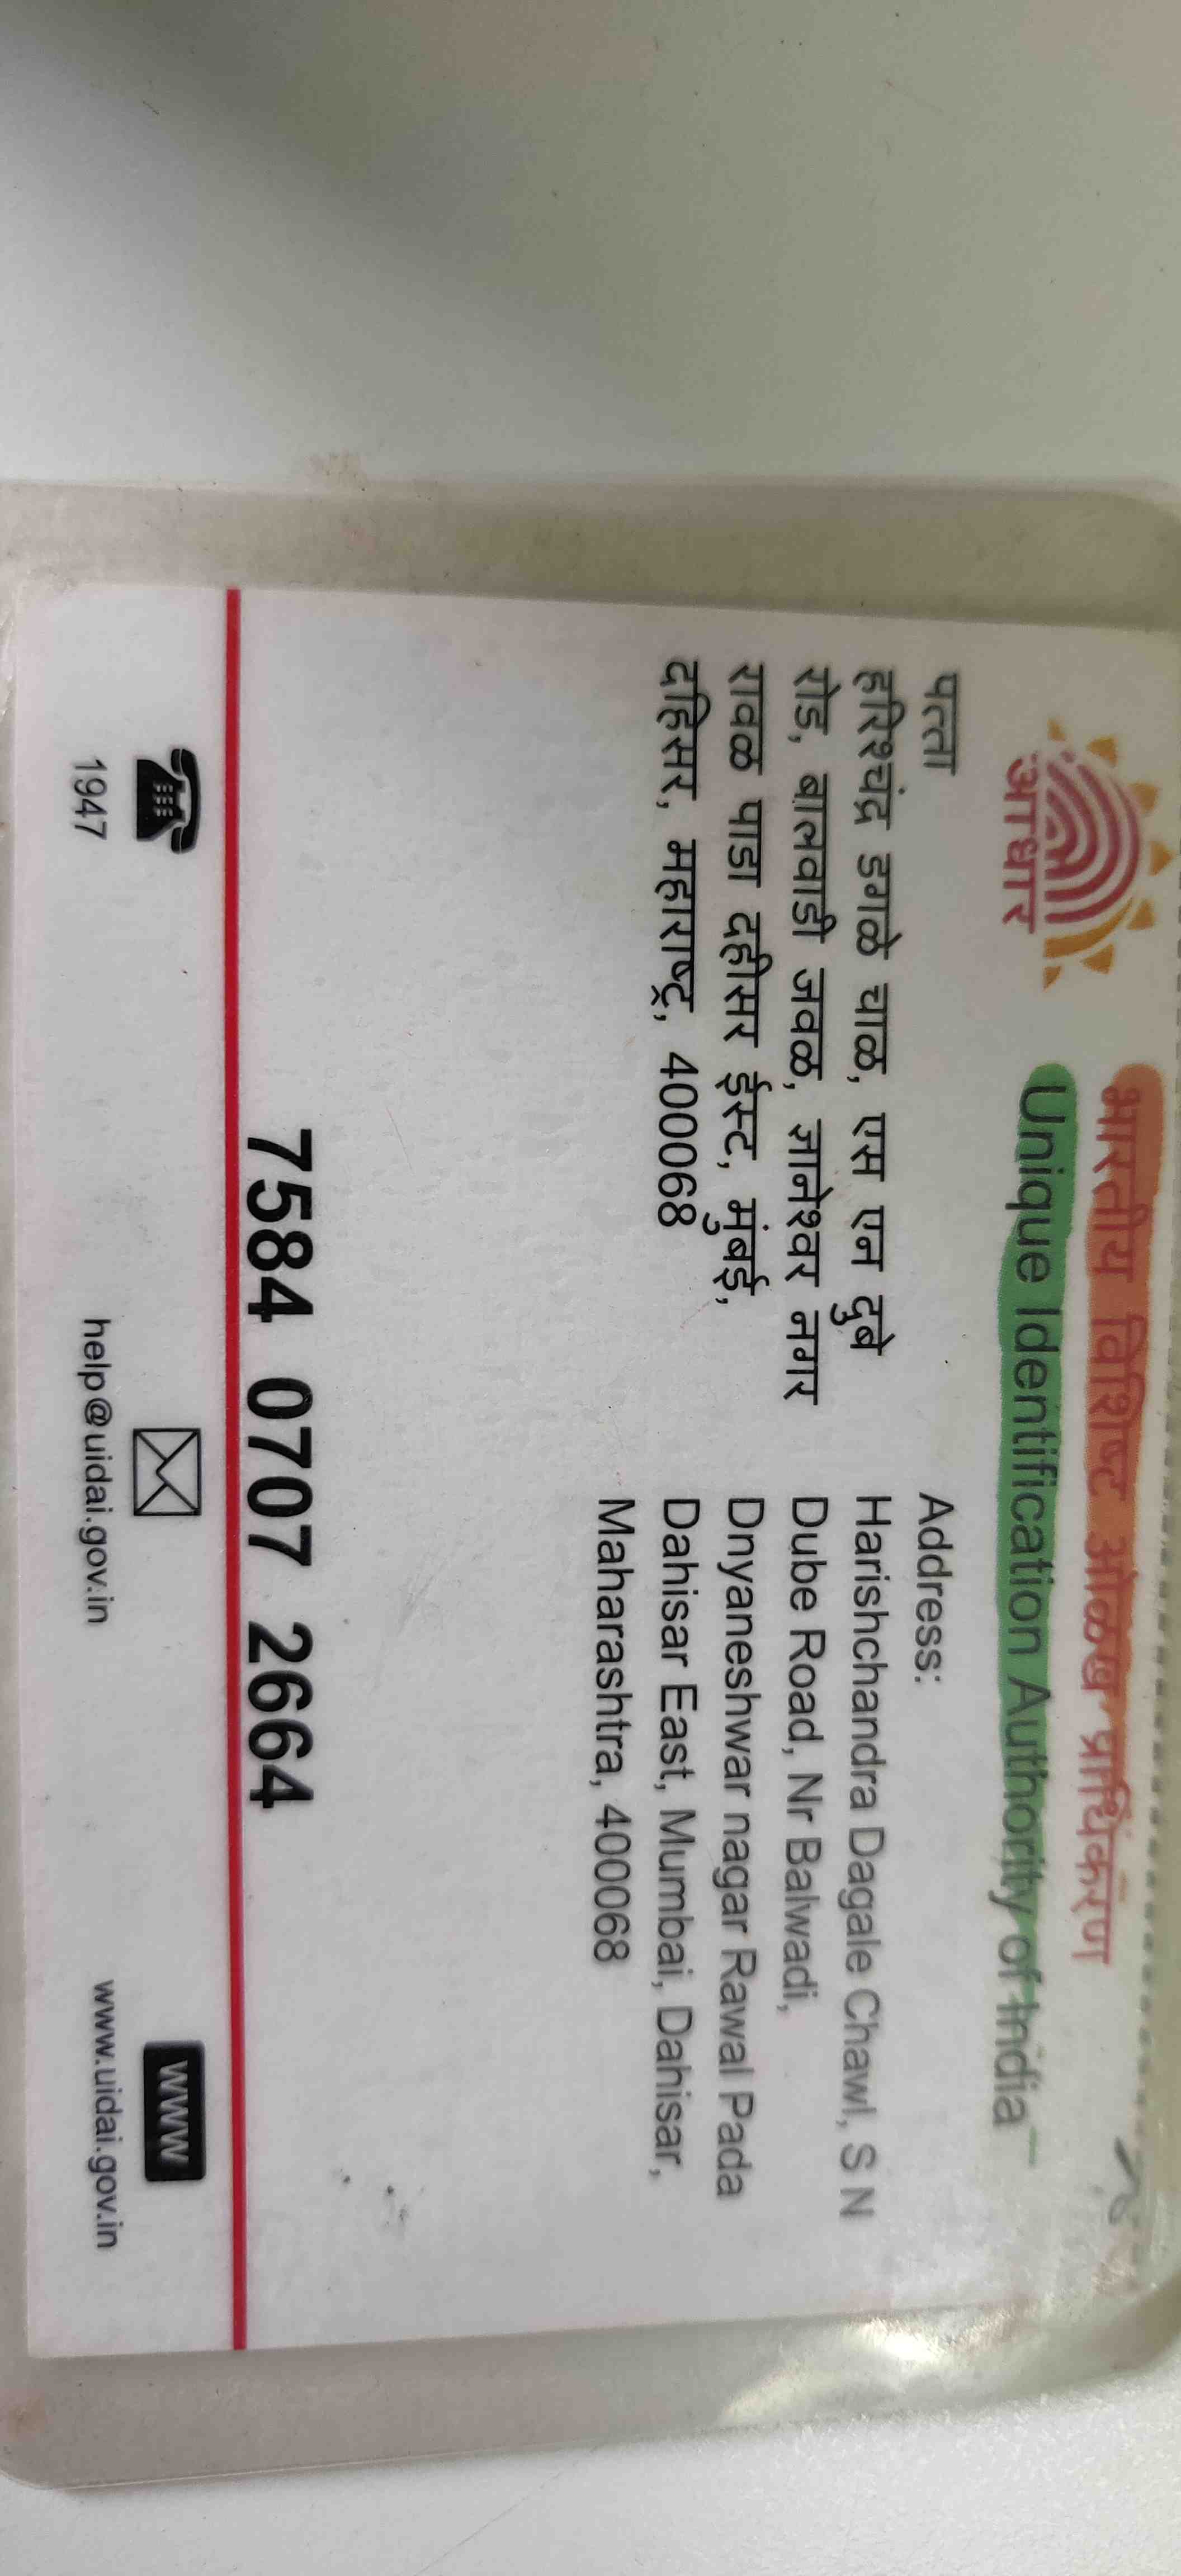 भारतीय विशिष्ट ओळख प्राधिकरण
Unique Identification Authority of India
आधार
पत्ता
हरिश्चंद्र डगळे चाळ, एस एन दुबे
रोड, बालवाडी जवळ, ज्ञानेश्वर नगर
रावळ पाडा दहीसर ईस्ट, मुंबई,
दहिसर, महाराष्ट्र, 400068
Address:
Harishchandra Dagale Chawl, S N
Dube Road, Nr Balwadi,
Dnyaneshwar nagar Rawal Pada
Dahisar East, Mumbai, Dahisar,
Maharashtra, 400068
7584 0707 2664
1947
help@uidai.gov.in
www
www.uidai.gov.in